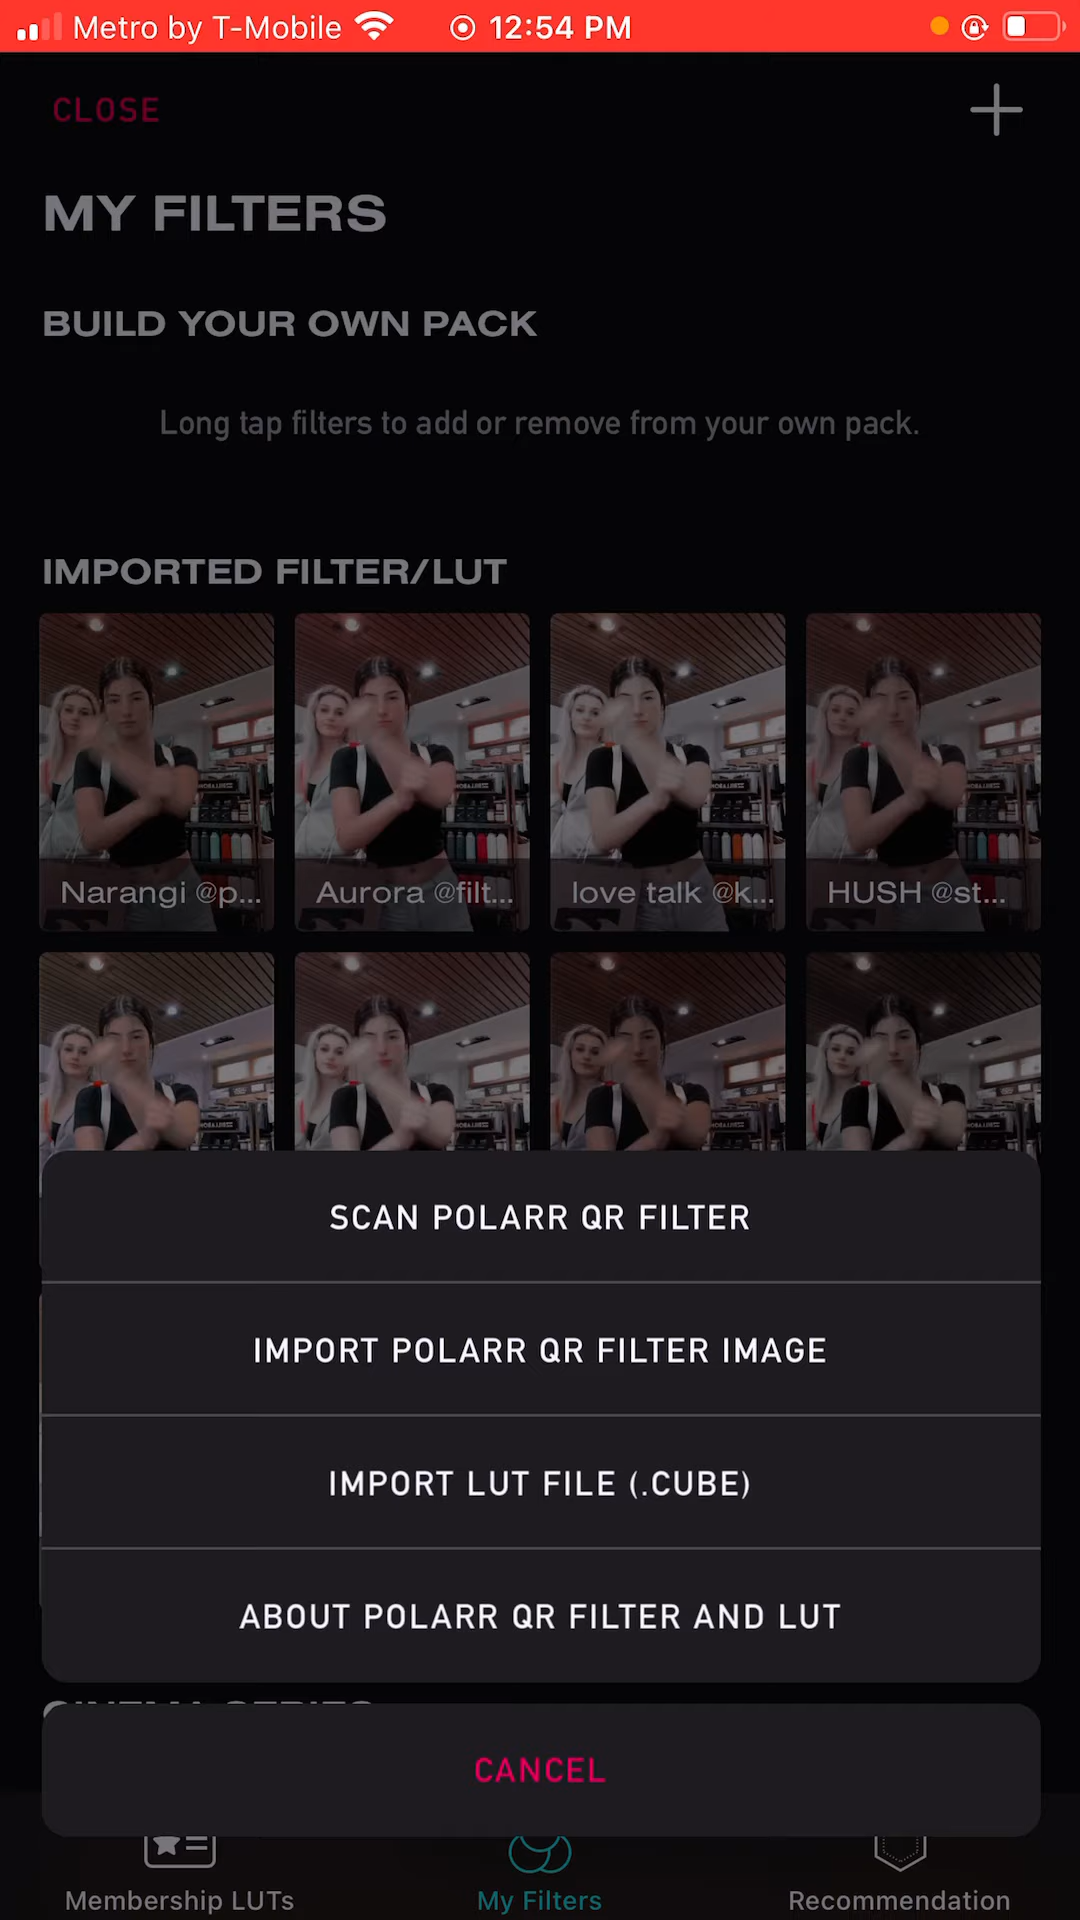 Metro by T-Mobile 12:54 PM
CLOSE
MY FILTERS
BUILD YOUR OWN PACK
Long tap filters to add or remove from your own pack.
IMPORTED FILTER/LUT
Narangi @p... Aurora @filt... love talk @k... HUSH @st...
SCAN POLARR QR FILTER
IMPORT POLARR QR FILTER IMAGE
IMPORT LUT FILE (.CUBE)
ABOUT POLARR QR FILTER AND LUT
CINEMA SERIES
CANCEL
Membership LUTs My Filters Recommendation